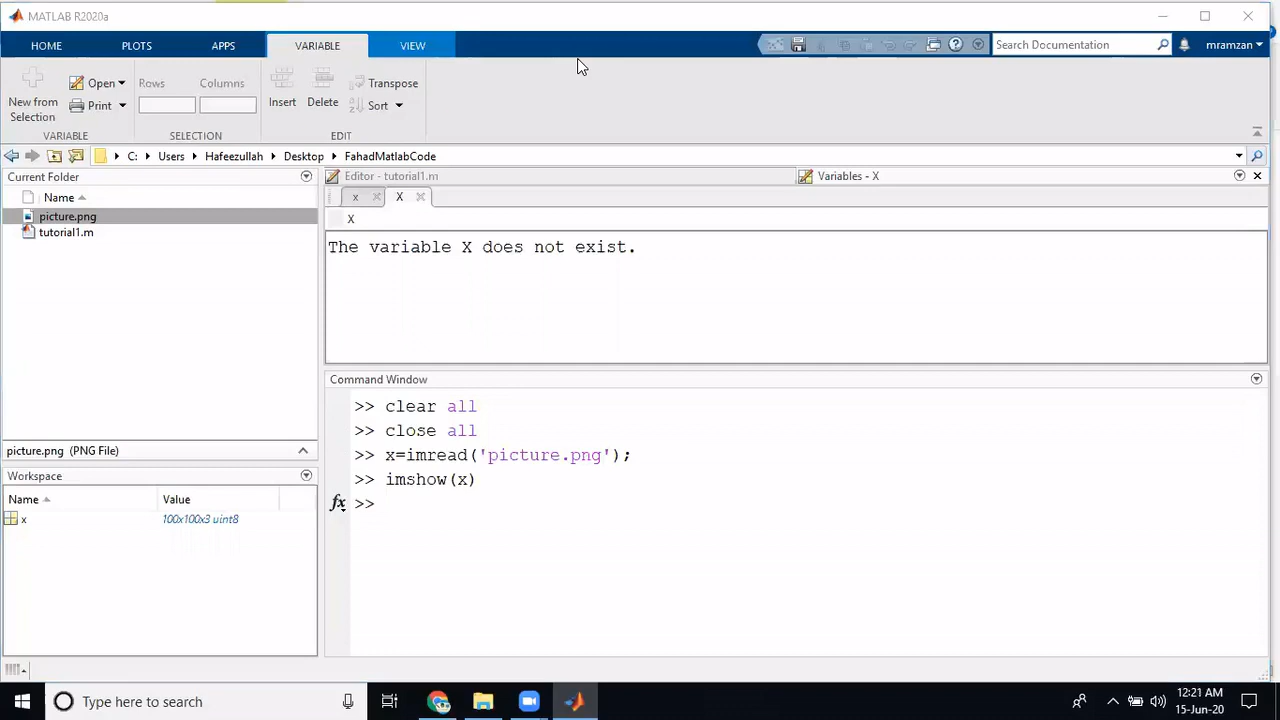 MATLAB R2020a
HOME PLOTS APPS VARIABLE VIEW
Search Documentation
mramzan
New from
Selection
Open
Print
Rows Columns
Insert Delete
Transpose
Sort
VARIABLE SELECTION EDIT
C: Users Hafeezullah Desktop FahadMatlabCode
Current Folder
Name
picture.png
tutorial1.m
picture.png (PNG File)
Workspace
Name Value
x 100x100x3 uint8
Editor - tutorial1.m
Variables - X
x X
X
The variable X does not exist.
Command Window
>> clear all
>> close all
>> x=imread('picture.png');
>> imshow(x)
fx >>
Type here to search
12:21 AM
15-Jun-20